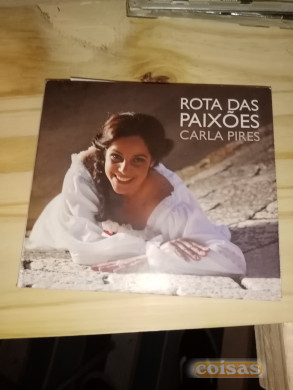 ROTA DAS
PAIXÕES
CARLA PIRES
coisas